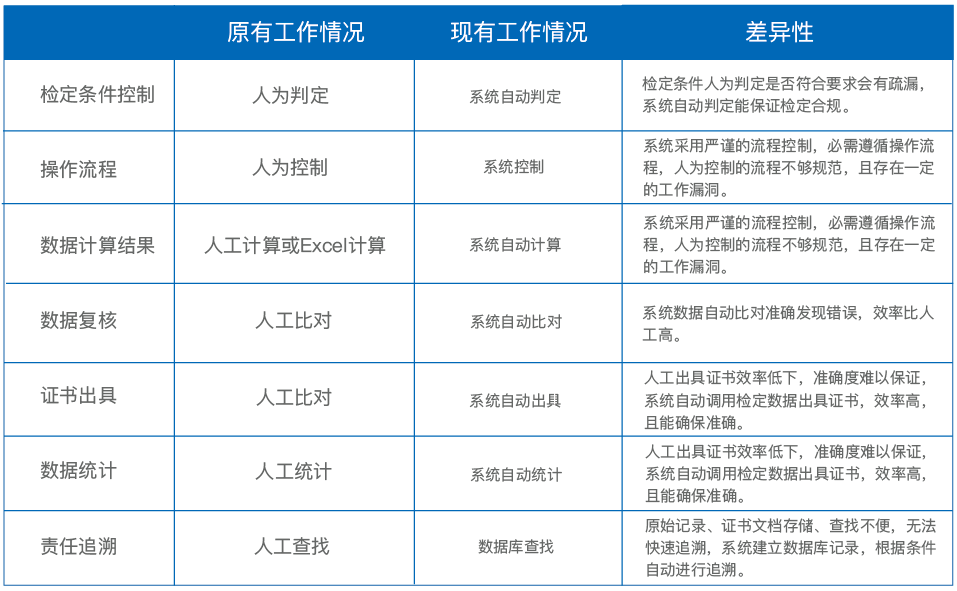 原有工作情况
现有工作情况
差异性
检定条件控制
人为判定
系统自动判定
检定条件人为判定是否符合要求会有疏漏，
系统自动判定能保证检定合规。
操作流程
人为控制
系统控制
系统采用严谨的流程控制，必需遵循操作流
程，人为控制的流程不够规范，且存在一定
的工作漏洞。
数据计算结果
人工计算或Excel计算
系统自动计算
系统采用严谨的流程控制，必需遵循操作流
程，人为控制的流程不够规范，且存在一定
的工作漏洞。
数据复核
人工比对
系统自动比对
系统数据自动比对准确发现错误，效率比人
工高。
证书出具
人工比对
系统自动出具
人工出具证书效率低下，准确度难以保证，
系统自动调用检定数据出具证书，效率高，
且能确保准确。
数据统计
人工统计
系统自动统计
人工出具证书效率低下，准确度难以保证，
系统自动调用检定数据出具证书，效率高，
且能确保准确。
责任追溯
人工查找
数据库查找
原始记录、证书文档存储、查找不便，无法
快速追溯，系统建立数据库记录，根据条件
自动进行追溯。